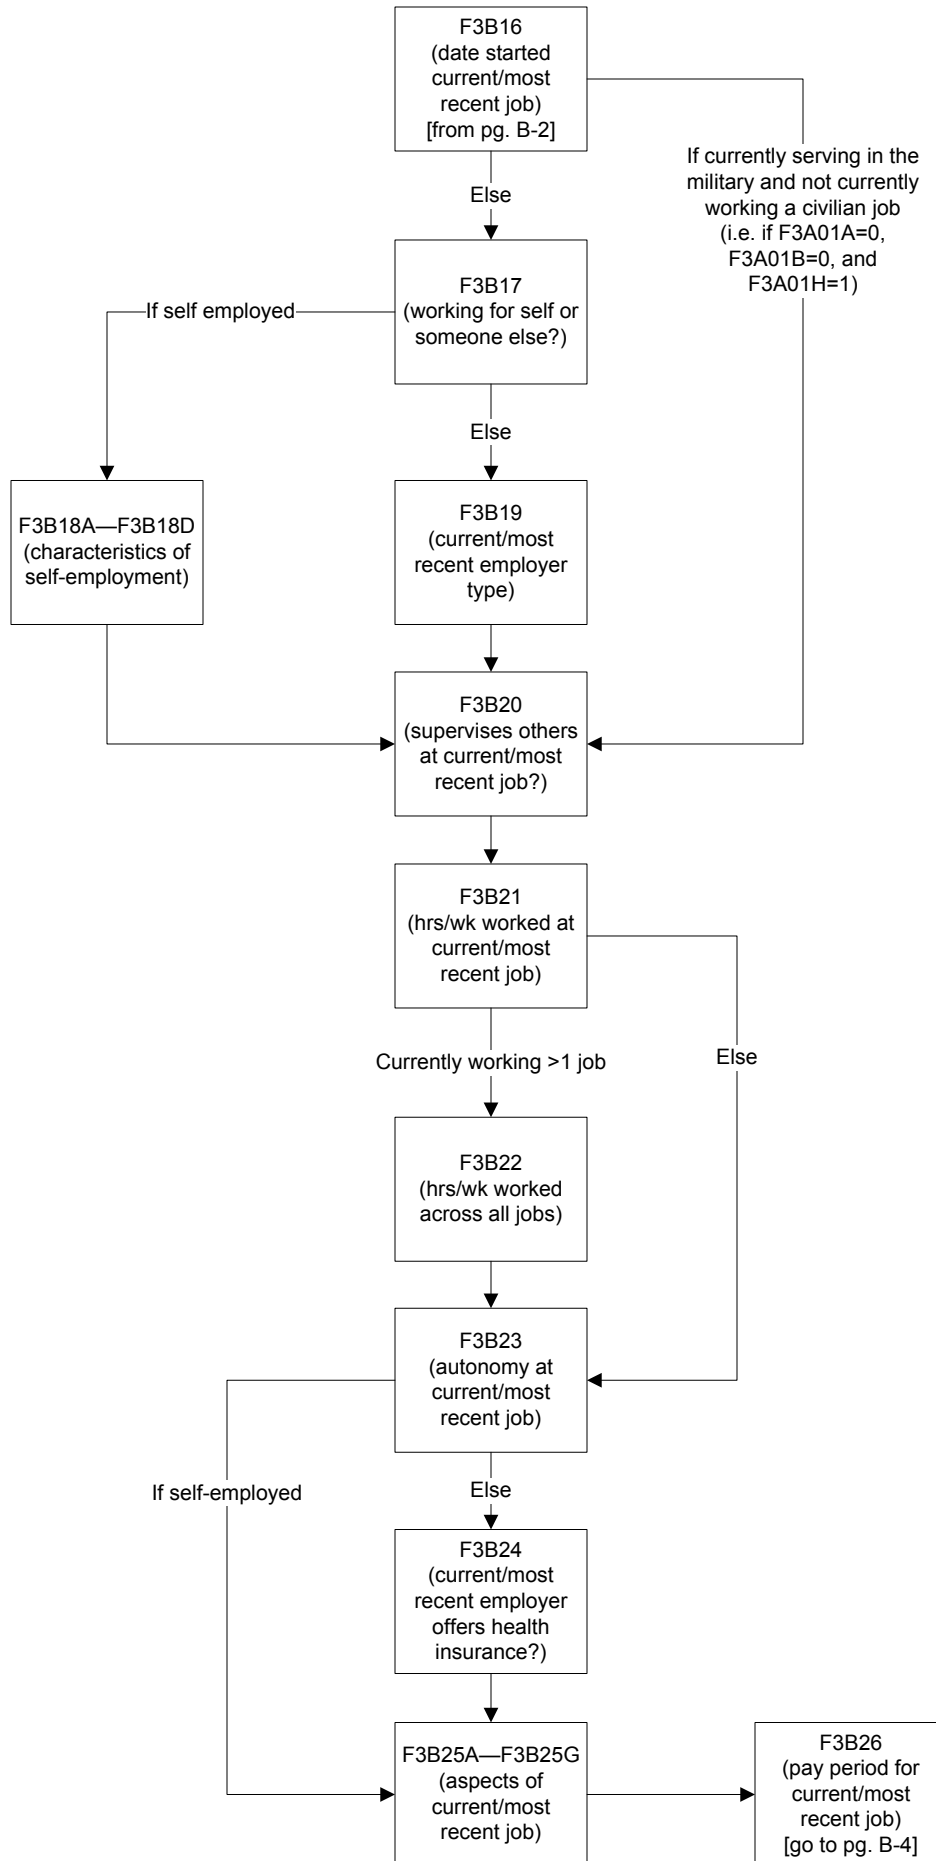 F3B16
(date started
current/most
recent job)
[from pg. B-2]
If currently serving in the
military and not currently
working a civilian job
(i.e. if F3A01A=0,
F3A01B=0, and
F3A01H=1)
Else
F3B17
(working for self or
someone else?)
If self employed
Else
F3B18A—F3B18D
(characteristics of
self-employment)
F3B19
(current/most
recent employer
type)
F3B20
(supervises others
at current/most
recent job?)
F3B21
(hrs/wk worked at
current/most
recent job)
Currently working >1 job
Else
F3B22
(hrs/wk worked
across all jobs)
F3B23
(autonomy at
current/most
recent job)
If self-employed
Else
F3B24
(current/most
recent employer
offers health
insurance?)
F3B25A—F3B25G
(aspects of
current/most
recent job)
F3B26
(pay period for
current/most
recent job)
[go to pg. B-4]